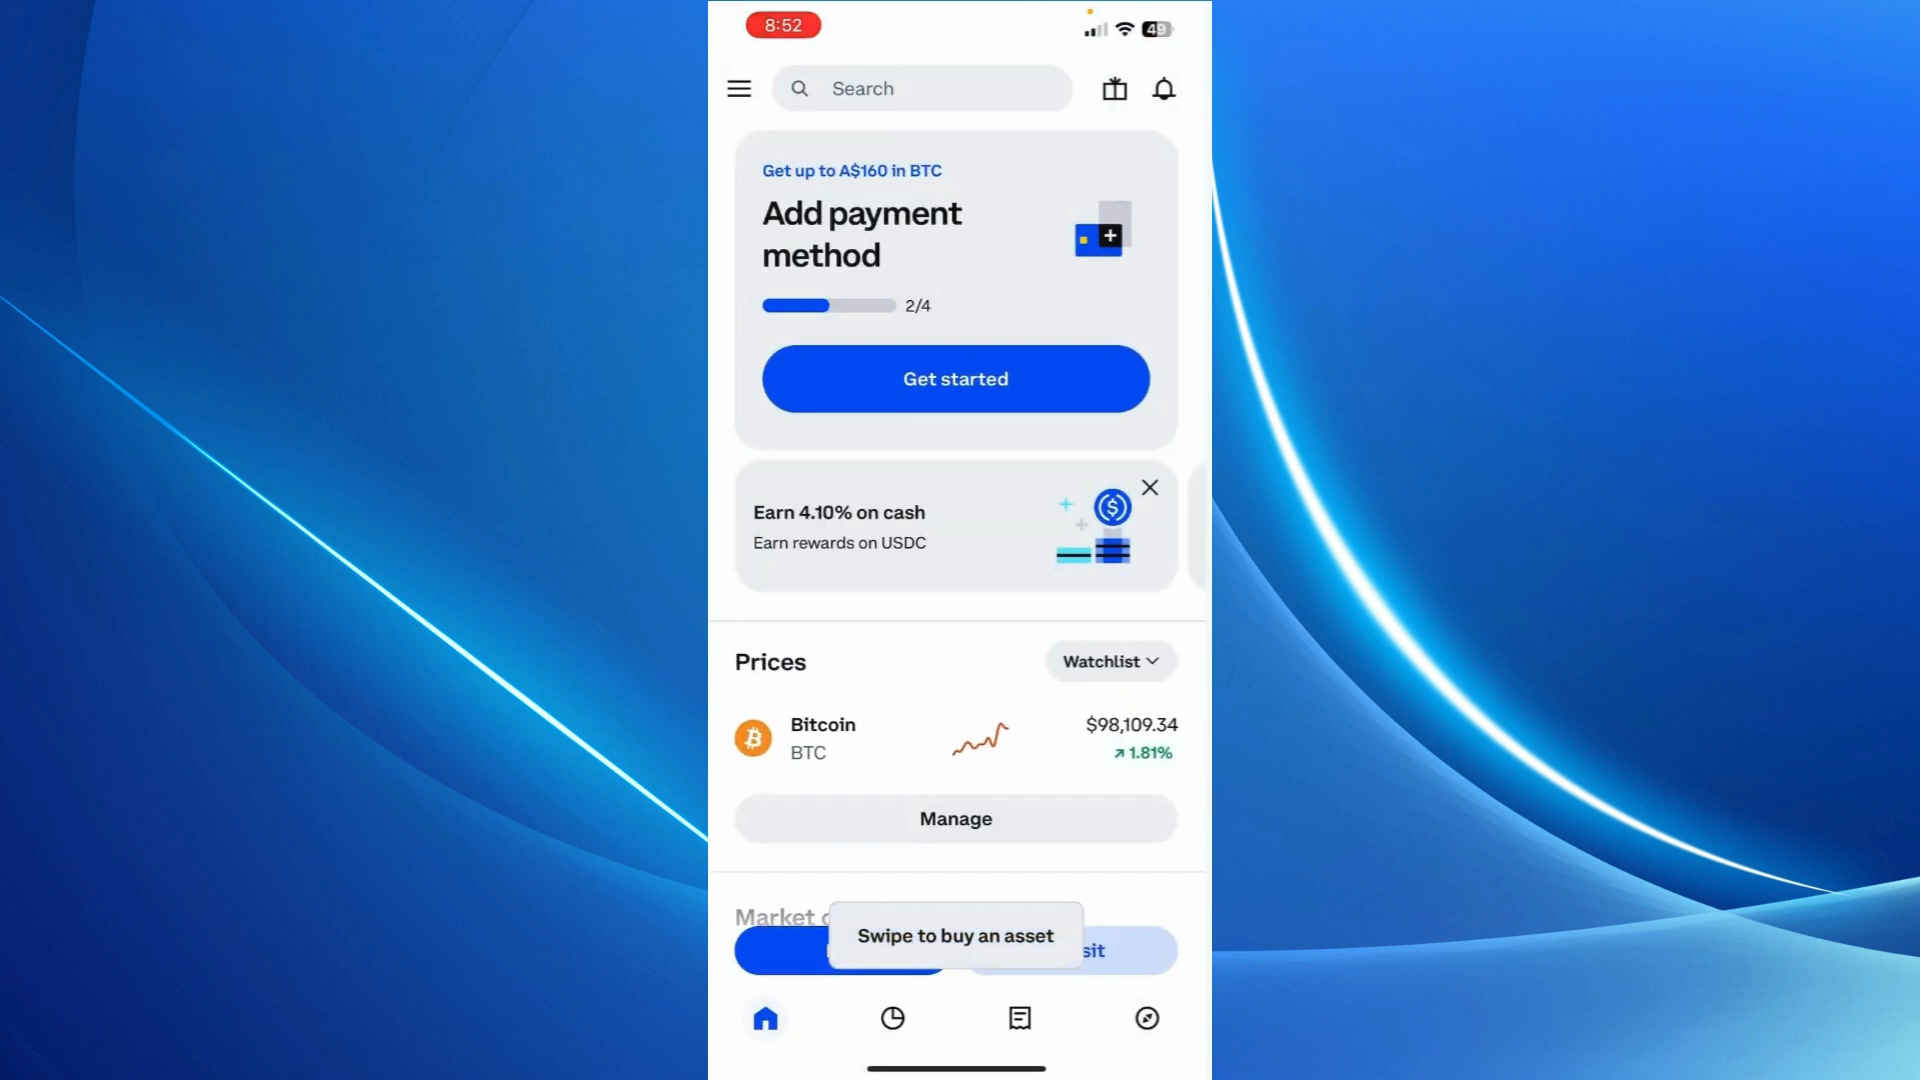 8:52
49
Search
Get up to A$160 in BTC
Add payment
method
2/4
Get started
Earn 4.10% on cash
Earn rewards on USDC
Prices
Watchlist
Bitcoin
$98,109.34
BTC
↗ 1.81%
Manage
Market
Swipe to buy an asset
sit